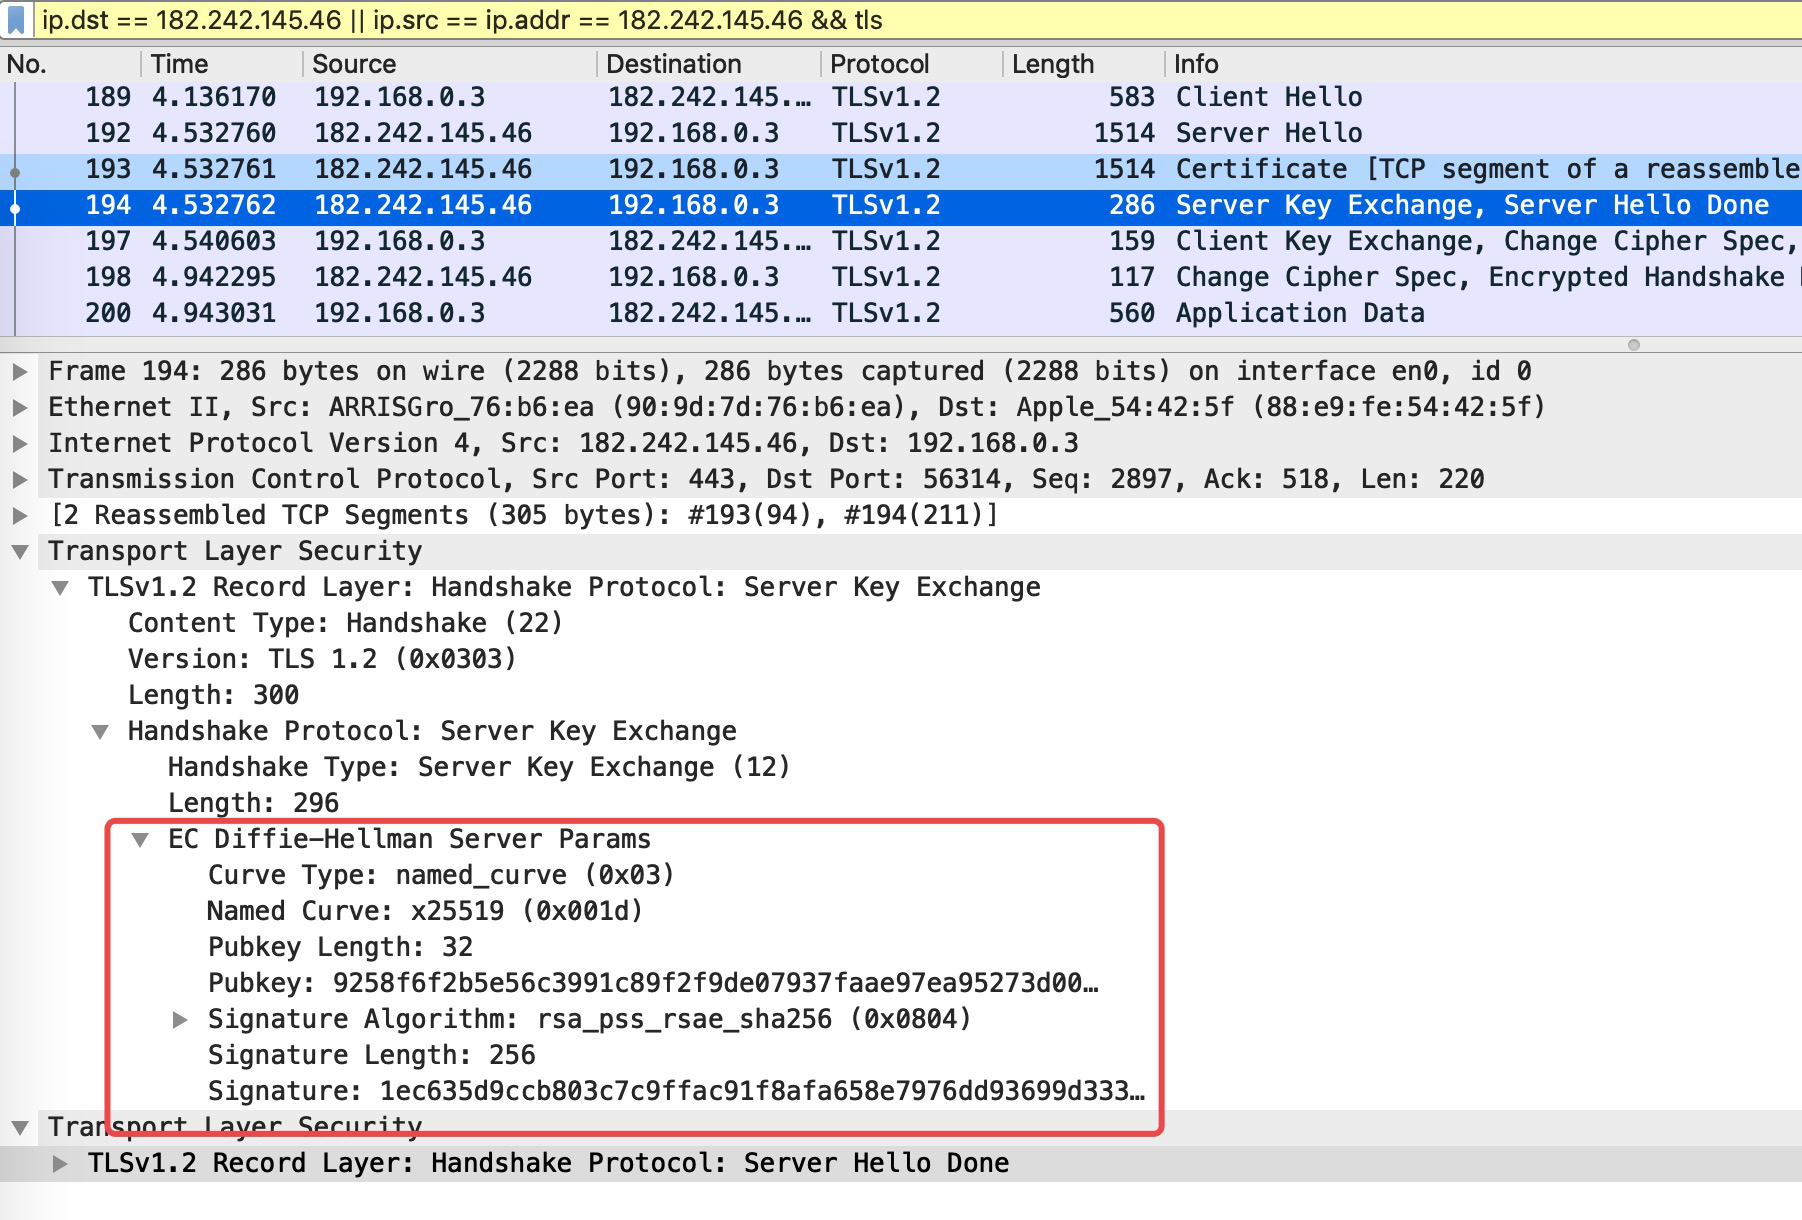 ip.dst == 182.242.145.46 || ip.src == ip.addr == 182.242.145.46 && tls
No. Time Source Destination Protocol Length Info
189 4.136170 192.168.0.3 182.242.145.… TLSv1.2 583 Client Hello
192 4.532760 182.242.145.46 192.168.0.3 TLSv1.2 1514 Server Hello
193 4.532761 182.242.145.46 192.168.0.3 TLSv1.2 1514 Certificate [TCP segment of a reassemble
194 4.532762 182.242.145.46 192.168.0.3 TLSv1.2 286 Server Key Exchange, Server Hello Done
197 4.540603 192.168.0.3 182.242.145.… TLSv1.2 159 Client Key Exchange, Change Cipher Spec,
198 4.942295 182.242.145.46 192.168.0.3 TLSv1.2 117 Change Cipher Spec, Encrypted Handshake
200 4.943031 192.168.0.3 182.242.145.… TLSv1.2 560 Application Data
Frame 194: 286 bytes on wire (2288 bits), 286 bytes captured (2288 bits) on interface en0, id 0
Ethernet II, Src: ARRISGro_76:b6:ea (90:9d:7d:76:b6:ea), Dst: Apple_54:42:5f (88:e9:fe:54:42:5f)
Internet Protocol Version 4, Src: 182.242.145.46, Dst: 192.168.0.3
Transmission Control Protocol, Src Port: 443, Dst Port: 56314, Seq: 2897, Ack: 518, Len: 220
[2 Reassembled TCP Segments (305 bytes): #193(94), #194(211)]
Transport Layer Security
TLSv1.2 Record Layer: Handshake Protocol: Server Key Exchange
Content Type: Handshake (22)
Version: TLS 1.2 (0x0303)
Length: 300
Handshake Protocol: Server Key Exchange
Handshake Type: Server Key Exchange (12)
Length: 296
EC Diffie-Hellman Server Params
Curve Type: named_curve (0x03)
Named Curve: x25519 (0x001d)
Pubkey Length: 32
Pubkey: 9258f6f2b5e56c3991c89f2f9de07937faae97ea95273d00…
Signature Algorithm: rsa_pss_rsae_sha256 (0x0804)
Signature Length: 256
Signature: 1ec635d9ccb803c7c9ffac91f8afa658e7976dd93699d333…
Transport Layer Security
TLSv1.2 Record Layer: Handshake Protocol: Server Hello Done